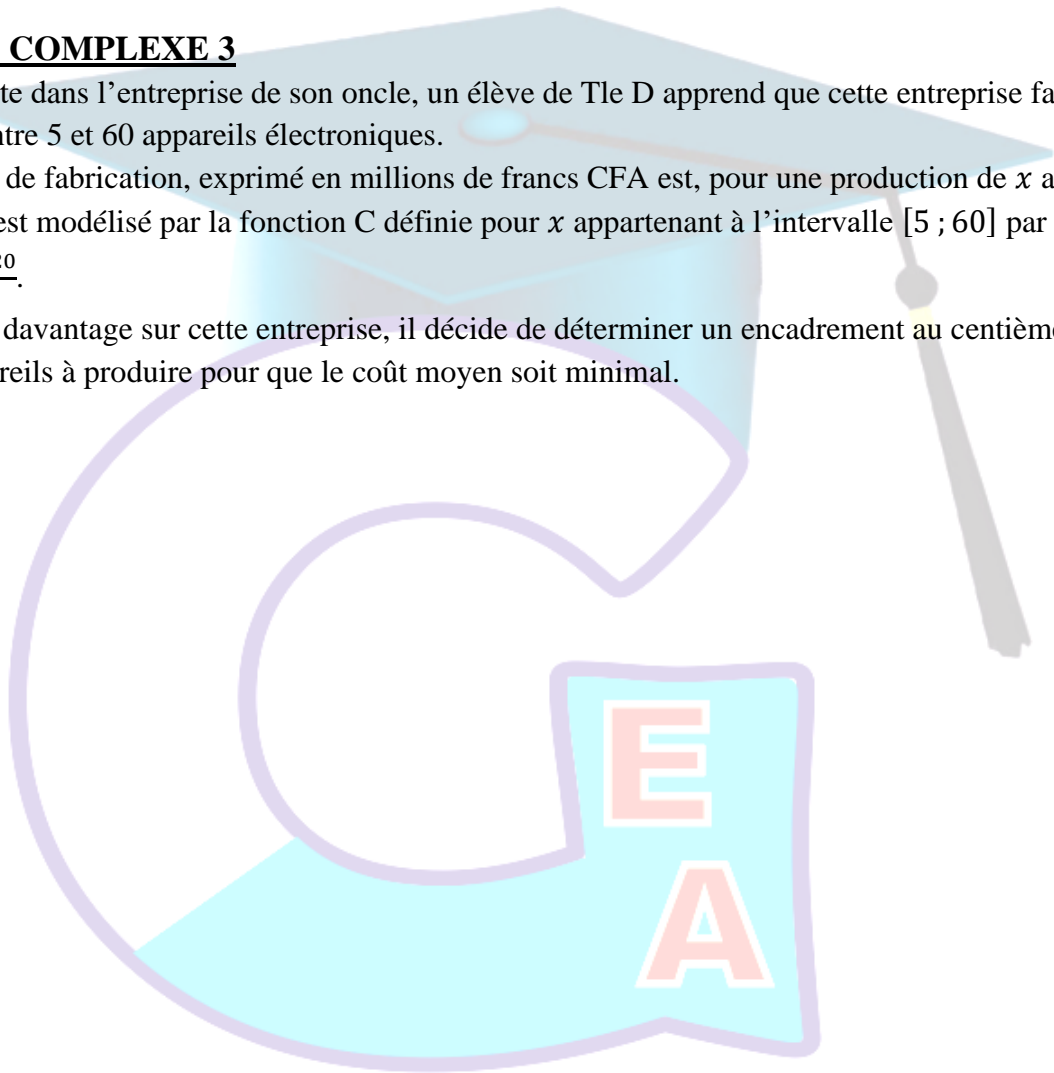 COMPLEXE 3
te dans l’entreprise de son oncle, un élève de Tle D apprend que cette entreprise fa
ntre 5 et 60 appareils électroniques.
de fabrication, exprimé en millions de francs CFA est, pour une production de 𝑥 a
est modélisé par la fonction C définie pour 𝑥 appartenant à l’intervalle [5 ; 60] par
davantage sur cette entreprise, il décide de déterminer un encadrement au centième
reils à produire pour que le coût moyen soit minimal.
E
A